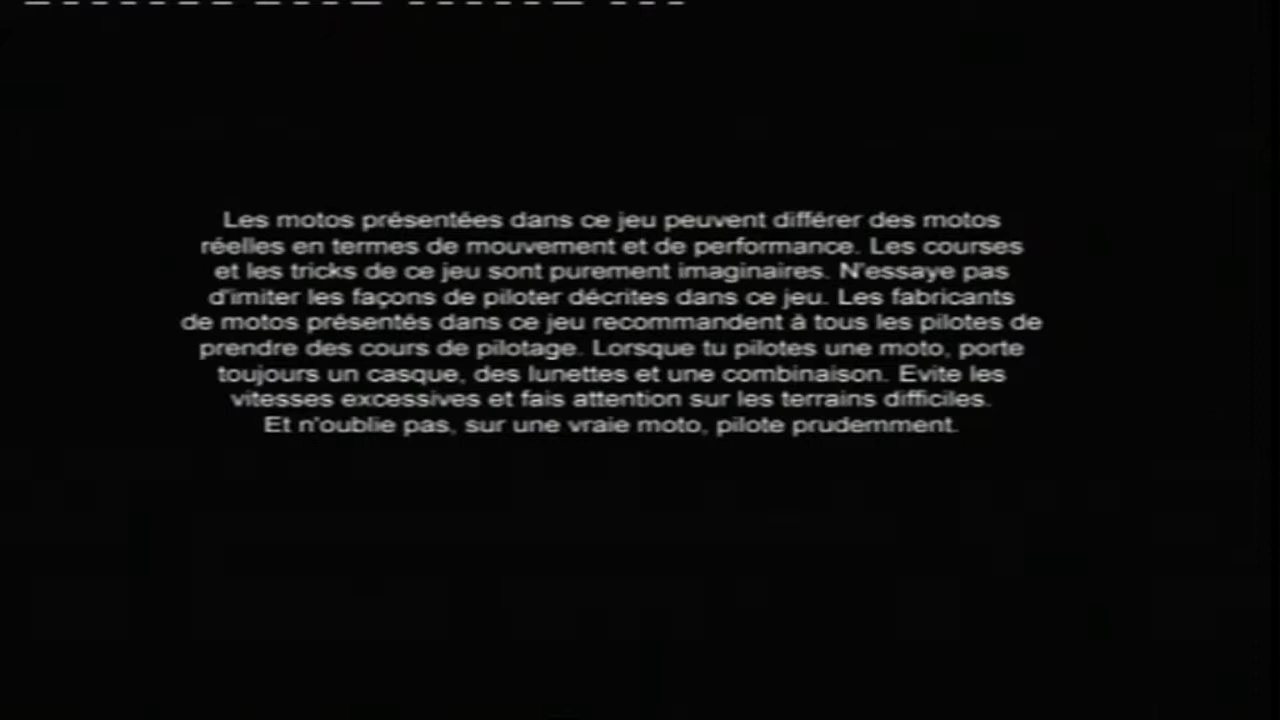 Les motos présentées dans ce jeu peuvent différer des motos
réelles en termes de mouvement et de performance. Les courses
et les tricks de ce jeu sont purement imaginaires. N'essaye pas
d'imiter les façons de piloter décrites dans ce jeu. Les fabricants
de motos présentés dans ce jeu recommandent à tous les pilotes de
prendre des cours de pilotage. Lorsque tu pilotes une moto, porte
toujours un casque, des lunettes et une combinaison. Evite les
vitesses excessives et fais attention sur les terrains difficiles.
Et n'oublie pas, sur une vraie moto, pilote prudemment.